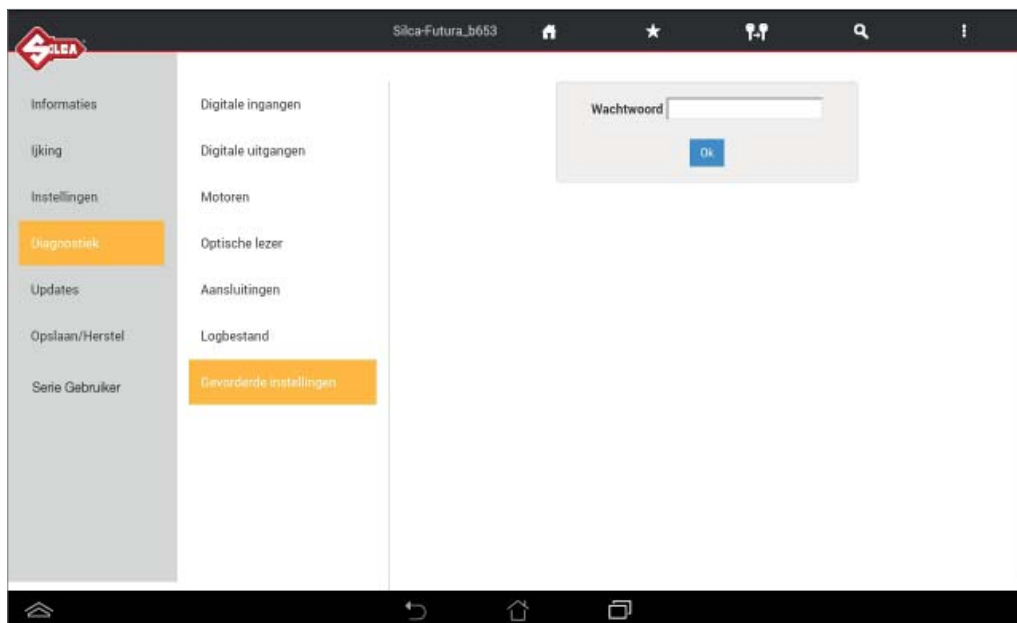 SILCA
Silca-Futura_b653
Informaties
Ijking
Instellingen
Diagnostiek
Updates
Opslaan/Herstel
Serie Gebruiker
Digitale ingangen
Digitale uitgangen
Motoren
Optische lezer
Aansluitingen
Logbestand
Gevorderde instellingen
Wachtwoord
Ok